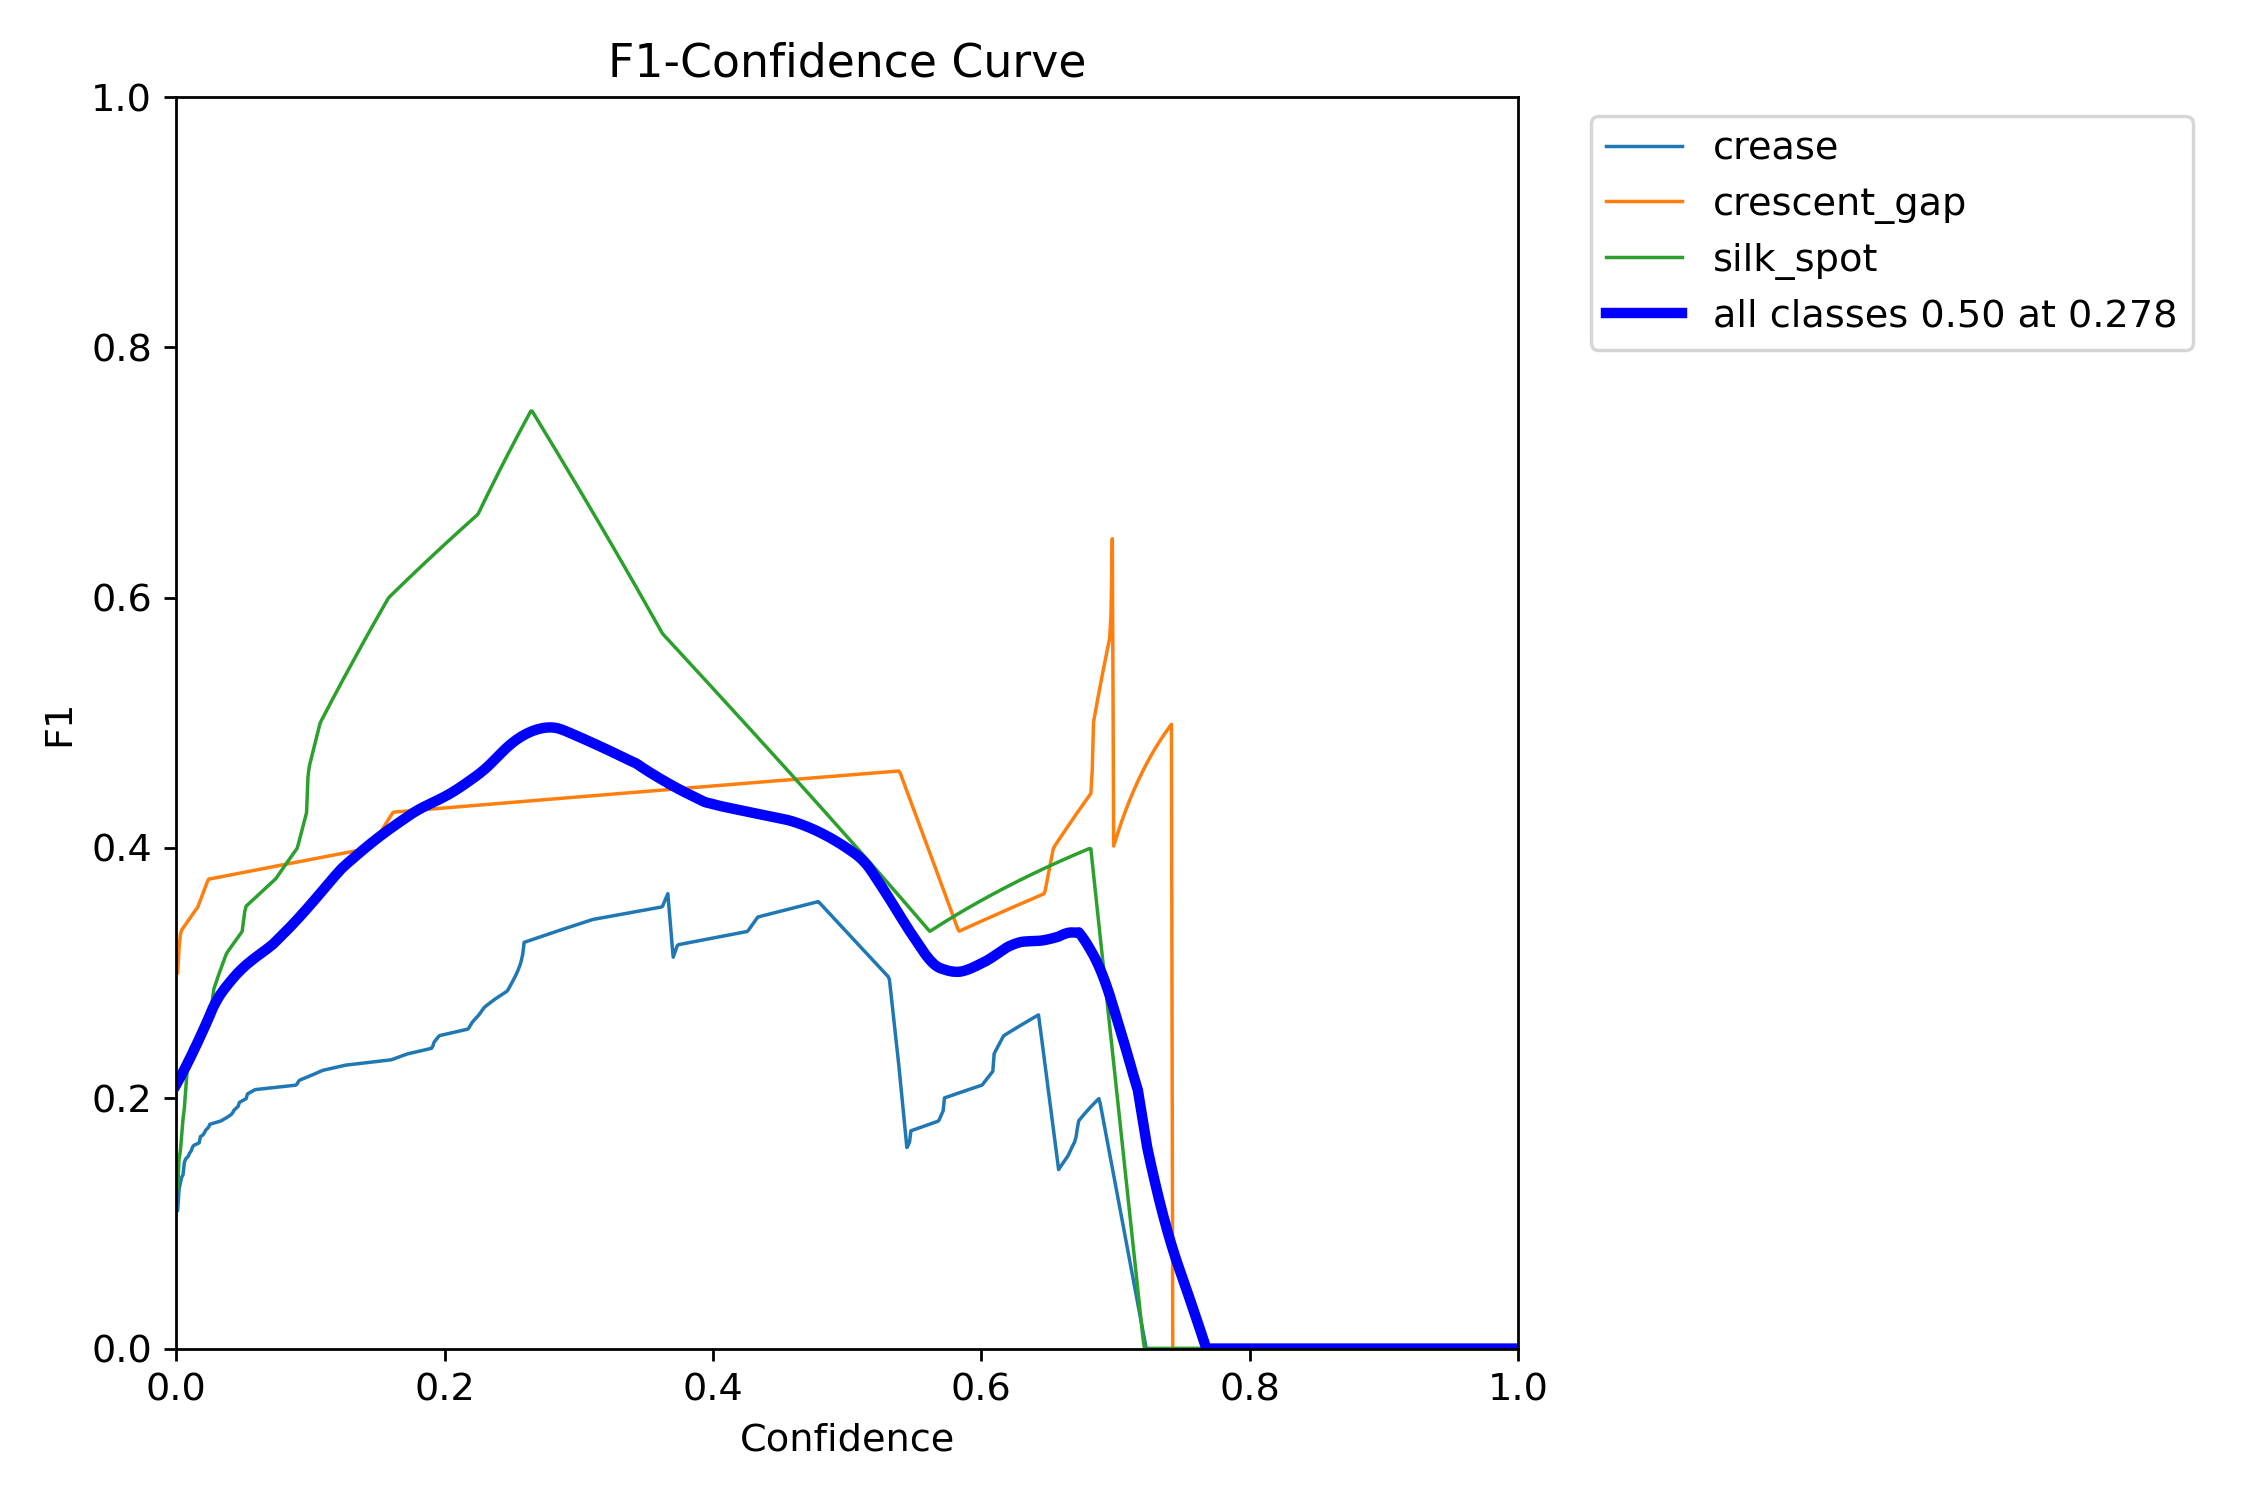 F1-Confidence Curve
1.0
0.8
0.6
0.4
0.2
0.0
F1
0.0 0.2 0.4 0.6 0.8 1.0
Confidence
crease
crescent_gap
silk_spot
all classes 0.50 at 0.278